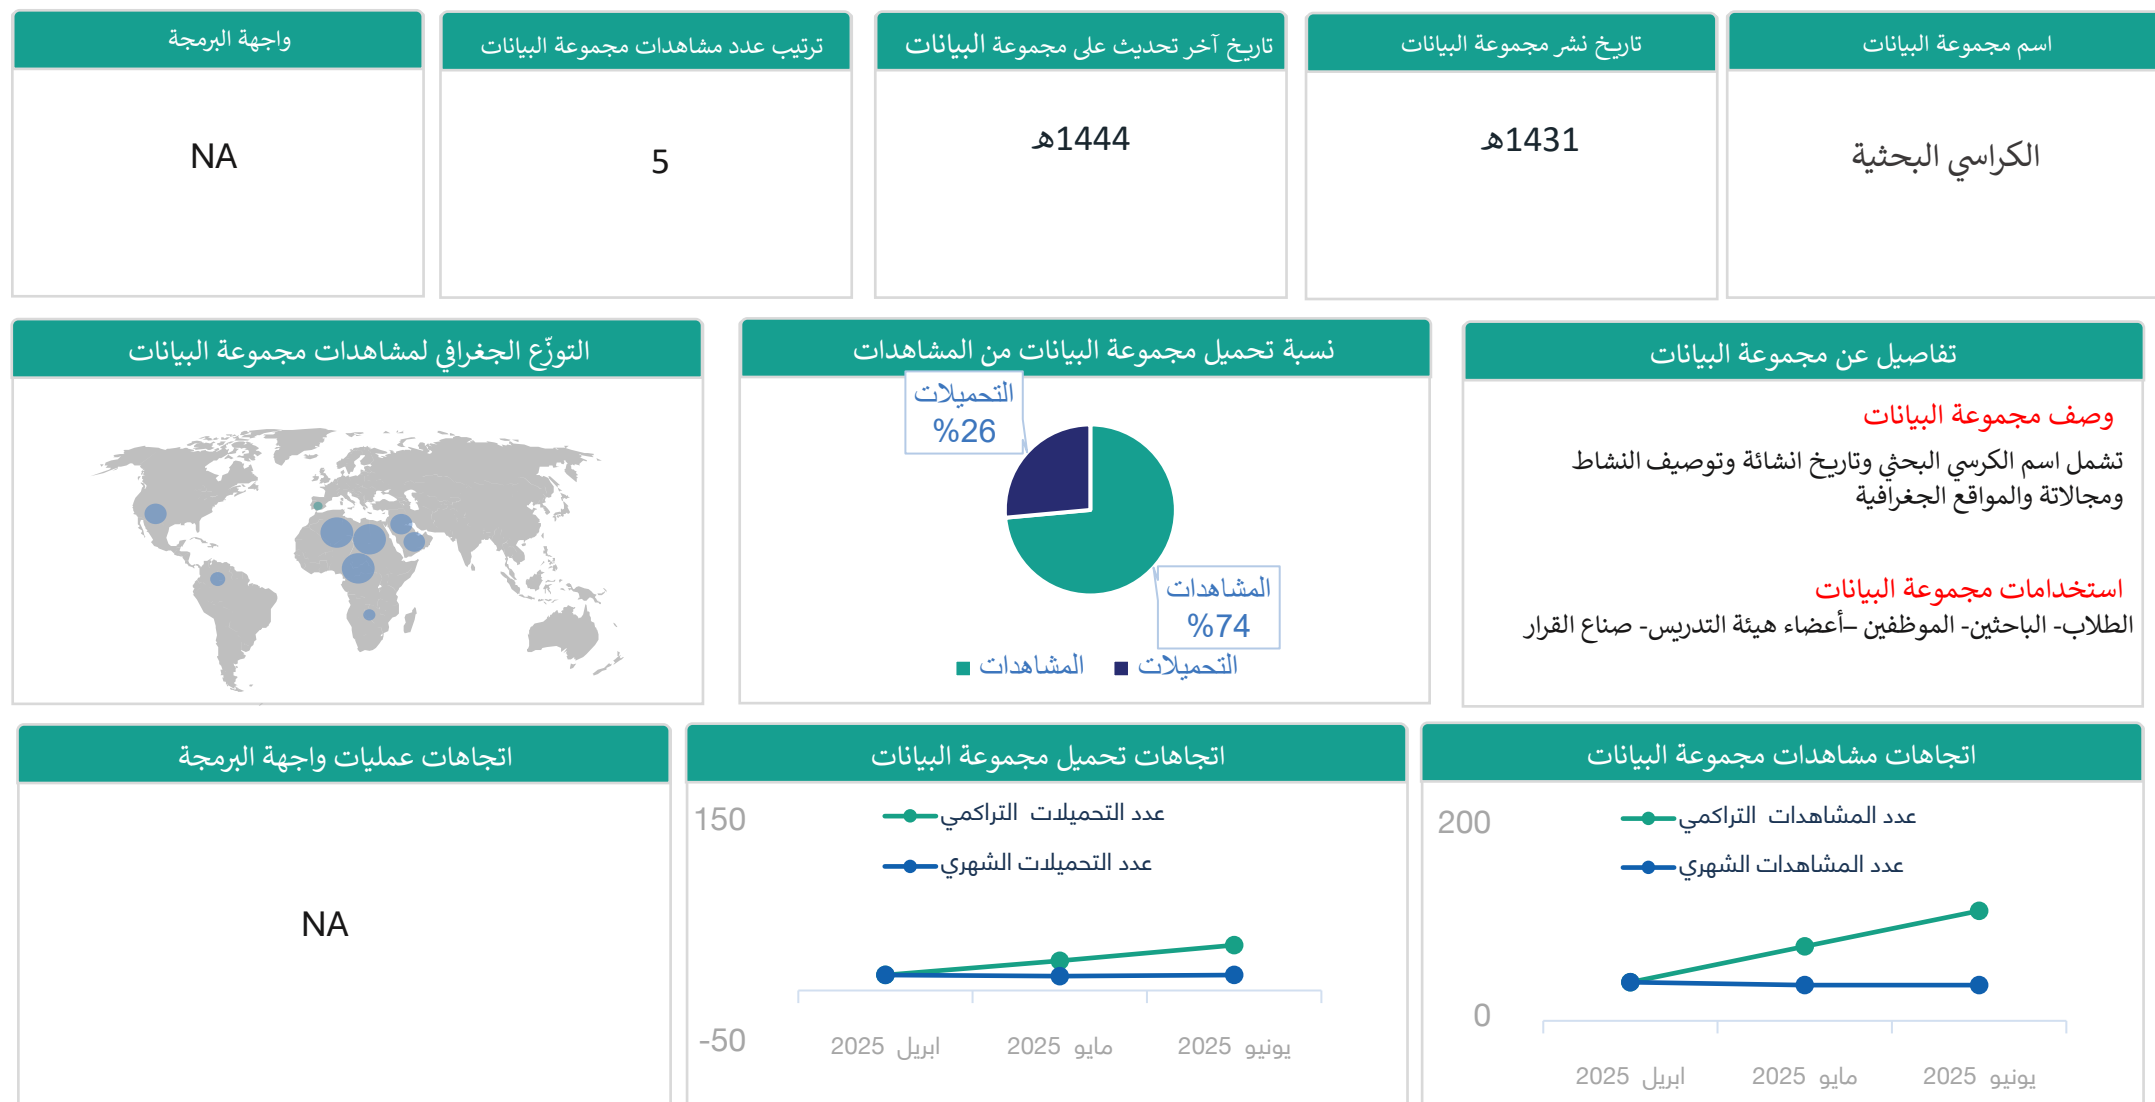 اسم مجموعة البيانات
الكراسي البحثية
تاريخ نشر مجموعة البيانات
1431هـ
تاريخ آخر تحديث على مجموعة البيانات
1444هـ
ترتيب عدد مشاهدات مجموعة البيانات
5
واجهة البرمجة
NA
تفاصيل عن مجموعة البيانات
وصف مجموعة البيانات
تشمل اسم الكرسي البحثي وتاريخ انشائة وتوصيف النشاط
ومجالاتة والمواقع الجغرافية
استخدامات مجموعة البيانات
الطلاب- الباحثين- الموظفين –أعضاء هيئة التدريس- صناع القرار
نسبة تحميل مجموعة البيانات من المشاهدات
التحميلات
%26
المشاهدات
%74
التحميلات
المشاهدات
التوزّع الجغرافي لمشاهدات مجموعة البيانات
اتجاهات مشاهدات مجموعة البيانات
200
عدد المشاهدات التراكمي
عدد المشاهدات الشهري
0
ابريل 2025
مايو 2025
يونيو 2025
اتجاهات تحميل مجموعة البيانات
150
عدد التحميلات التراكمي
عدد التحميلات الشهري
-50
ابريل 2025
مايو 2025
يونيو 2025
اتجاهات عمليات واجهة البرمجة
NA